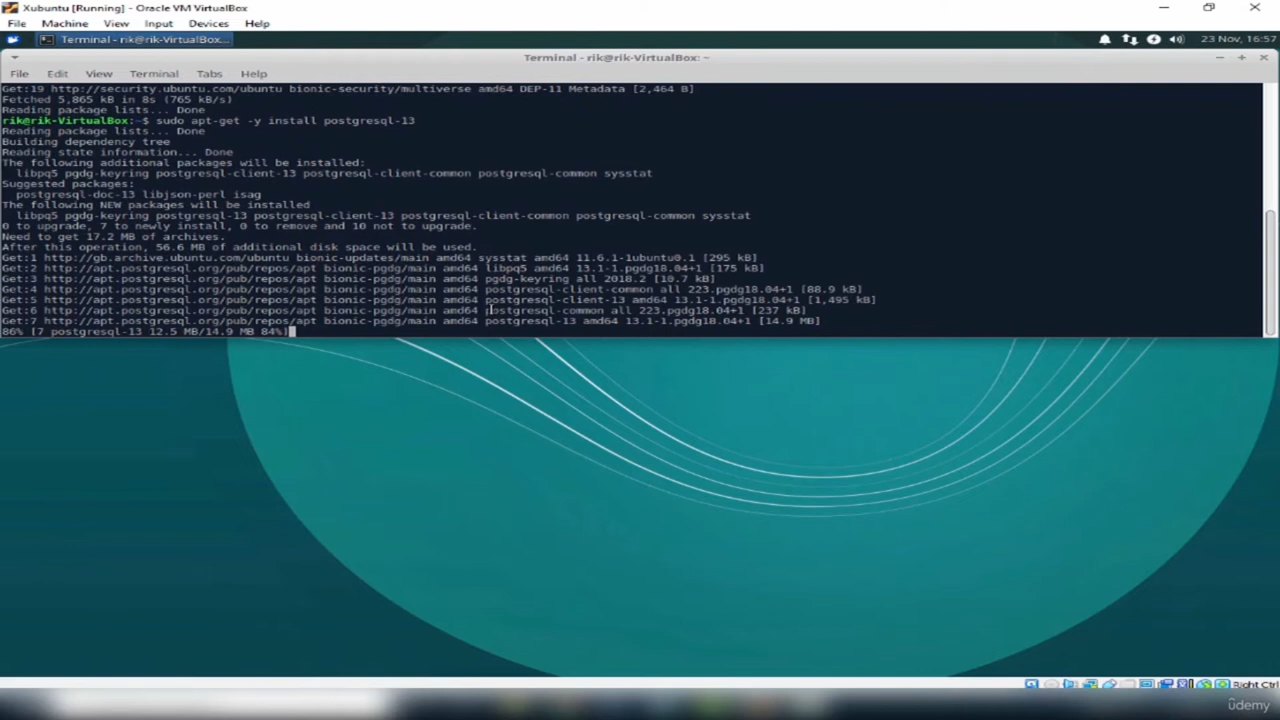 Xubuntu [Running] - Oracle VM VirtualBox
File Machine View Input Devices Help
Terminal - rik@rik-VirtualBox... 23 Nov, 16:57
Terminal - rik@rik-VirtualBox: ~
File Edit View Terminal Tabs Help
Get:19 http://security.ubuntu.com/ubuntu bionic-security/multiverse amd64 DEP-11 Metadata [2,464 B]
Fetched 5,865 kB in 8s (765 kB/s)
Reading package lists... Done
rik@rik-VirtualBox:~$ sudo apt-get -y install postgresql-13
Reading package lists... Done
Building dependency tree
Reading state information... Done
The following additional packages will be installed:
libpq5 pgdg-keyring postgresql-client-13 postgresql-client-common postgresql-common sysstat
Suggested packages:
postgresql-doc-13 libjson-perl isag
The following NEW packages will be installed
libpq5 pgdg-keyring postgresql-13 postgresql-client-13 postgresql-client-common postgresql-common sysstat
0 to upgrade, 7 to newly install, 0 to remove and 10 not to upgrade.
Need to get 17.2 MB of archives.
After this operation, 56.6 MB of additional disk space will be used.
Get:1 http://gb.archive.ubuntu.com/ubuntu bionic-updates/main amd64 sysstat amd64 11.6.1-1ubuntu0.1 [295 kB]
Get:2 http://apt.postgresql.org/pub/repos/apt bionic-pgdg/main amd64 libpq5 amd64 13.1-1.pgdg18.04+1 [175 kB]
Get:3 http://apt.postgresql.org/pub/repos/apt bionic-pgdg/main amd64 pgdg-keyring all 2018.2 [10.7 kB]
Get:4 http://apt.postgresql.org/pub/repos/apt bionic-pgdg/main amd64 postgresql-client-common all 223.pgdg18.04+1 [88.9 kB]
Get:5 http://apt.postgresql.org/pub/repos/apt bionic-pgdg/main amd64 postgresql-client-13 amd64 13.1-1.pgdg18.04+1 [1,495 kB]
Get:6 http://apt.postgresql.org/pub/repos/apt bionic-pgdg/main amd64 postgresql-common all 223.pgdg18.04+1 [237 kB]
Get:7 http://apt.postgresql.org/pub/repos/apt bionic-pgdg/main amd64 postgresql-13 amd64 13.1-1.pgdg18.04+1 [14.9 MB]
86% [7 postgresql-13 12.5 MB/14.9 MB 84%]
Right Ctrl
ûdemy